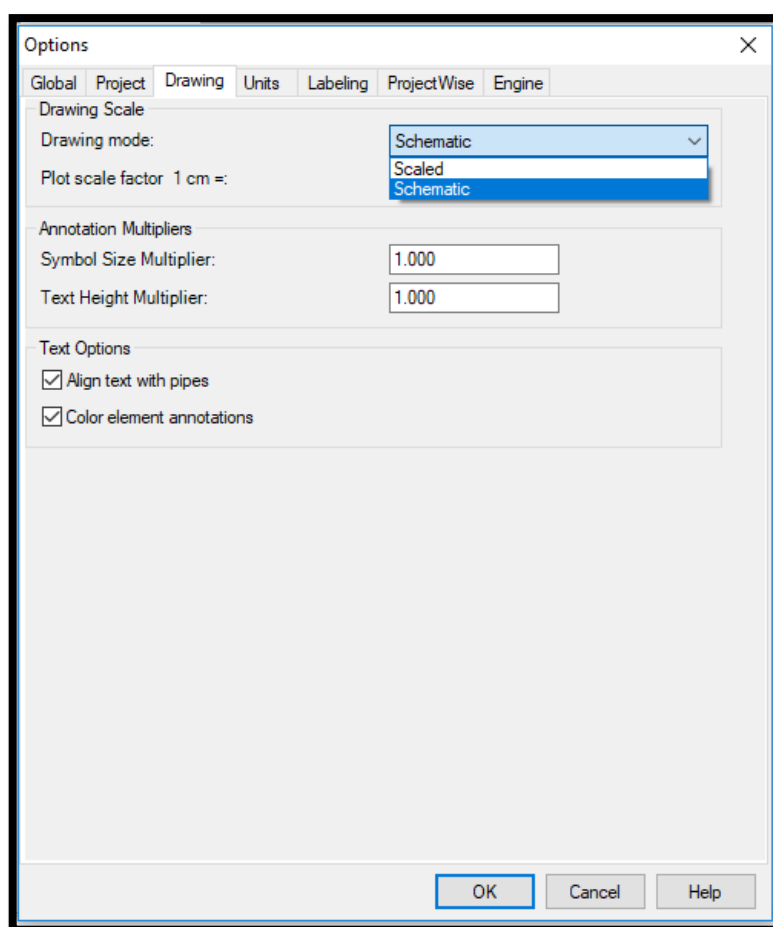 Options
Global Project Drawing Units Labeling ProjectWise Engine
Drawing Scale
Drawing mode: Schematic
Scaled
Plot scale factor 1 cm =: Schematic
Annotation Multipliers
Symbol Size Multiplier: 1.000
Text Height Multiplier: 1.000
Text Options
Align text with pipes
Color element annotations
OK Cancel Help